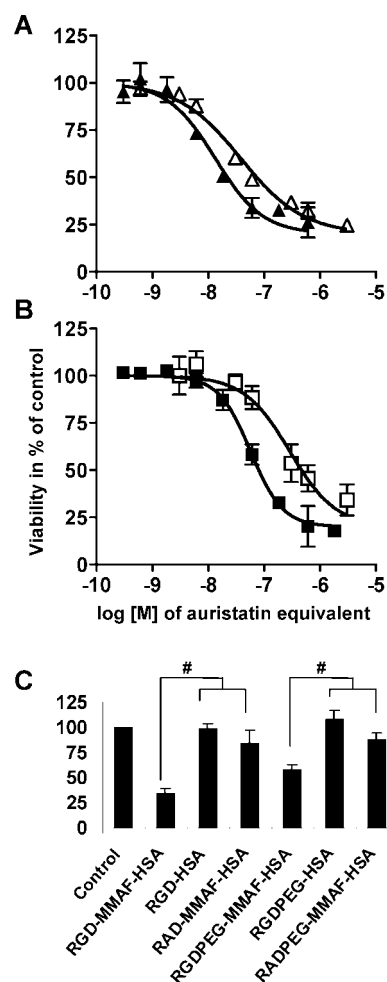 A
125
100
75
50
25
0
-10 -9 -8 -7 -6 -5
B
125
100
75
50
25
0
-10 -9 -8 -7 -6 -5
Viability in % of control
log [M] of auristatin equivalent
C
# #
125
100
75
50
25
0
Control
RGD-MMAF-HSA
RGD-HSA
RAD-MMAF-HSA
RGDPEG-MMAF-HSA
RGDPEG-HSA
RADPEG-MMAF-HSA